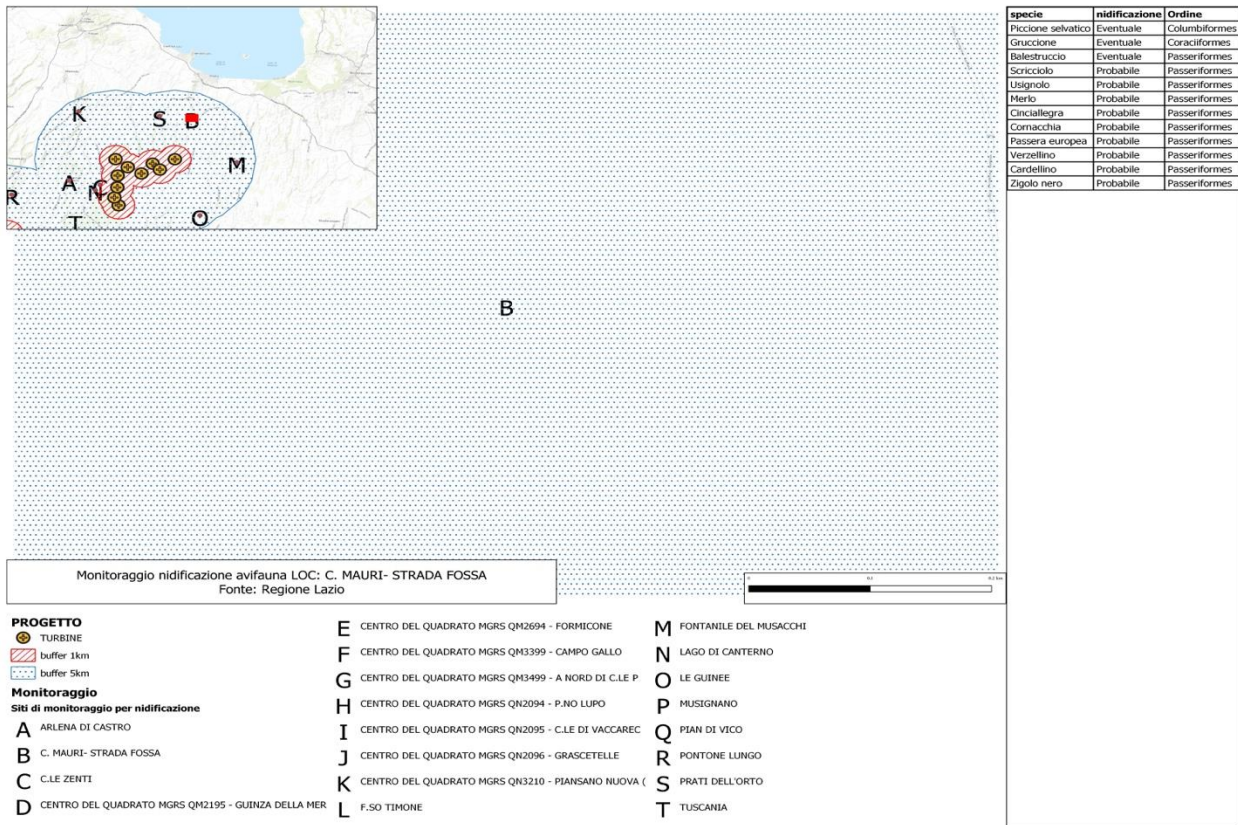 K
S
B
M
A
C
N
R
T
O
B
specie nidificazione Ordine
Piccione selvatico Eventuale Columbiformes
Gruccione Eventuale Coraciiformes
Balestruccio Eventuale Passeriformes
Scricciolo Probabile Passeriformes
Usignolo Probabile Passeriformes
Merlo Probabile Passeriformes
Cinciallegra Probabile Passeriformes
Cornacchia Probabile Passeriformes
Passera europea Probabile Passeriformes
Verzellino Probabile Passeriformes
Cardellino Probabile Passeriformes
Zigolo nero Probabile Passeriformes
Monitoraggio nidificazione avifauna LOC: C. MAURI- STRADA FOSSA
Fonte: Regione Lazio
0 0.1 0.2 km
PROGETTO
TURBINE
buffer 1km
buffer 5km
Monitoraggio
Siti di monitoraggio per nidificazione
A ARLENA DI CASTRO
B C. MAURI- STRADA FOSSA
C C.LE ZENTI
D CENTRO DEL QUADRATO MGRS QM2195 - GUINZA DELLA MER
E CENTRO DEL QUADRATO MGRS QM2694 - FORMICONE
F CENTRO DEL QUADRATO MGRS QM3399 - CAMPO GALLO
G CENTRO DEL QUADRATO MGRS QM3499 - A NORD DI C.LE P
H CENTRO DEL QUADRATO MGRS QN2094 - P.NO LUPO
I CENTRO DEL QUADRATO MGRS QN2095 - C.LE DI VACCAREC
J CENTRO DEL QUADRATO MGRS QN2096 - GRASCETELLE
K CENTRO DEL QUADRATO MGRS QN3210 - PIANSANO NUOVA (
L F.SO TIMONE
M FONTANILE DEL MUSACCHI
N LAGO DI CANTERNO
O LE GUINEE
P MUSIGNANO
Q PIAN DI VICO
R PONTONE LUNGO
S PRATI DELL'ORTO
T TUSCANIA